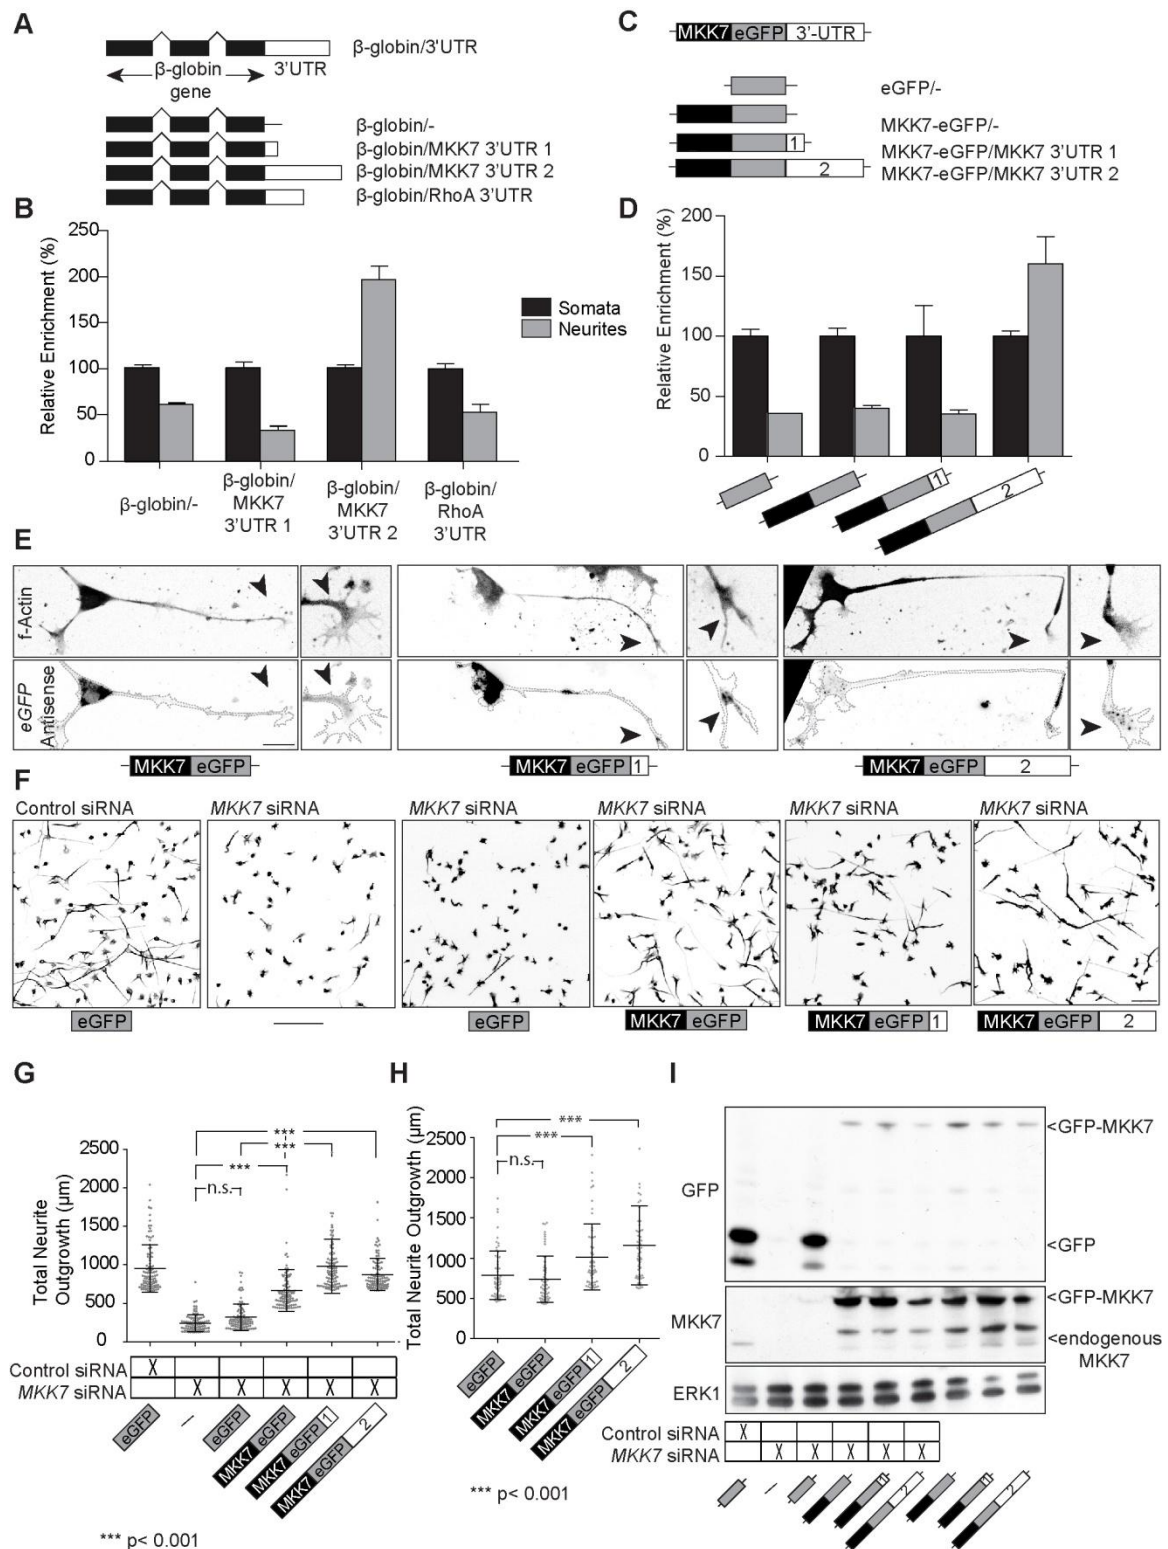 A
β-globin/3'UTR
β-globin
gene
3'UTR
β-globin/-
β-globin/MKK7 3'UTR 1
β-globin/MKK7 3'UTR 2
β-globin/RhoA 3'UTR
C
MKK7 eGFP 3'-UTR
eGFP/-
MKK7-eGFP/-
1
MKK7-eGFP/MKK7 3'UTR 1
2
MKK7-eGFP/MKK7 3'UTR 2
B
Relative Enrichment (%)
250
200
150
100
50
0
β-globin/-
β-globin/
MKK7
3'UTR 1
β-globin/
MKK7
3'UTR 2
β-globin/
RhoA
3'UTR
Somata
Neurites
D
Relative Enrichment (%)
200
150
100
50
0
1
2
E
f-Actin
eGFP
Antisense
MKK7 eGFP
MKK7 eGFP 1
MKK7 eGFP 2
F
Control siRNA
MKK7 siRNA
MKK7 siRNA
MKK7 siRNA
MKK7 siRNA
MKK7 siRNA
eGFP
eGFP
MKK7 eGFP
MKK7 eGFP 1
MKK7 eGFP 2
G
Total Neurite
Outgrowth (µm)
2500
2000
1500
1000
500
0
***
***
***
n.s.
Control siRNA X
MKK7 siRNA X X X X X
eGFP
–
eGFP
MKK7 eGFP
MKK7 eGFP 1
MKK7 eGFP 2
*** p< 0.001
H
Total Neurite Outgrowth (µm)
2500
2000
1500
1000
500
0
***
***
n.s.
eGFP
MKK7 eGFP
MKK7 eGFP 1
MKK7 eGFP 2
*** p< 0.001
I
GFP
<GFP-MKK7
<GFP
MKK7
<GFP-MKK7
<endogenous
MKK7
ERK1
Control siRNA X
MKK7 siRNA X X X X X
–
1
2
1
2